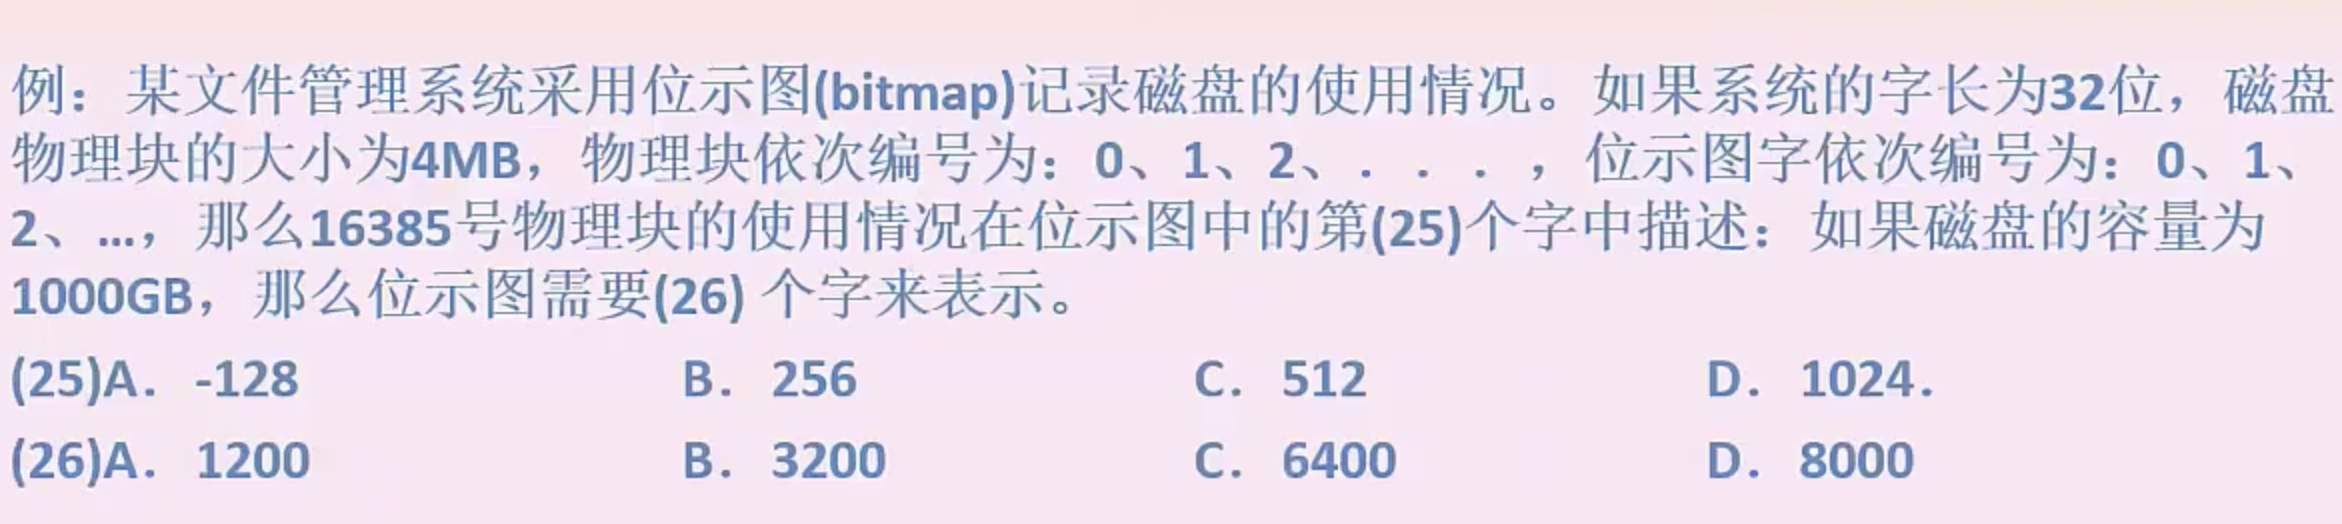 例：某文件管理系统采用位示图(bitmap)记录磁盘的使用情况。如果系统的字长为32位，磁盘
物理块的大小为4MB，物理块依次编号为：0、1、2、. . . ，位示图字依次编号为：0、1、
2、...，那么16385号物理块的使用情况在位示图中的第(25)个字中描述：如果磁盘的容量为
1000GB，那么位示图需要(26) 个字来表示。
(25)A. -128 B. 256 C. 512 D. 1024.
(26)A. 1200 B. 3200 C. 6400 D. 8000